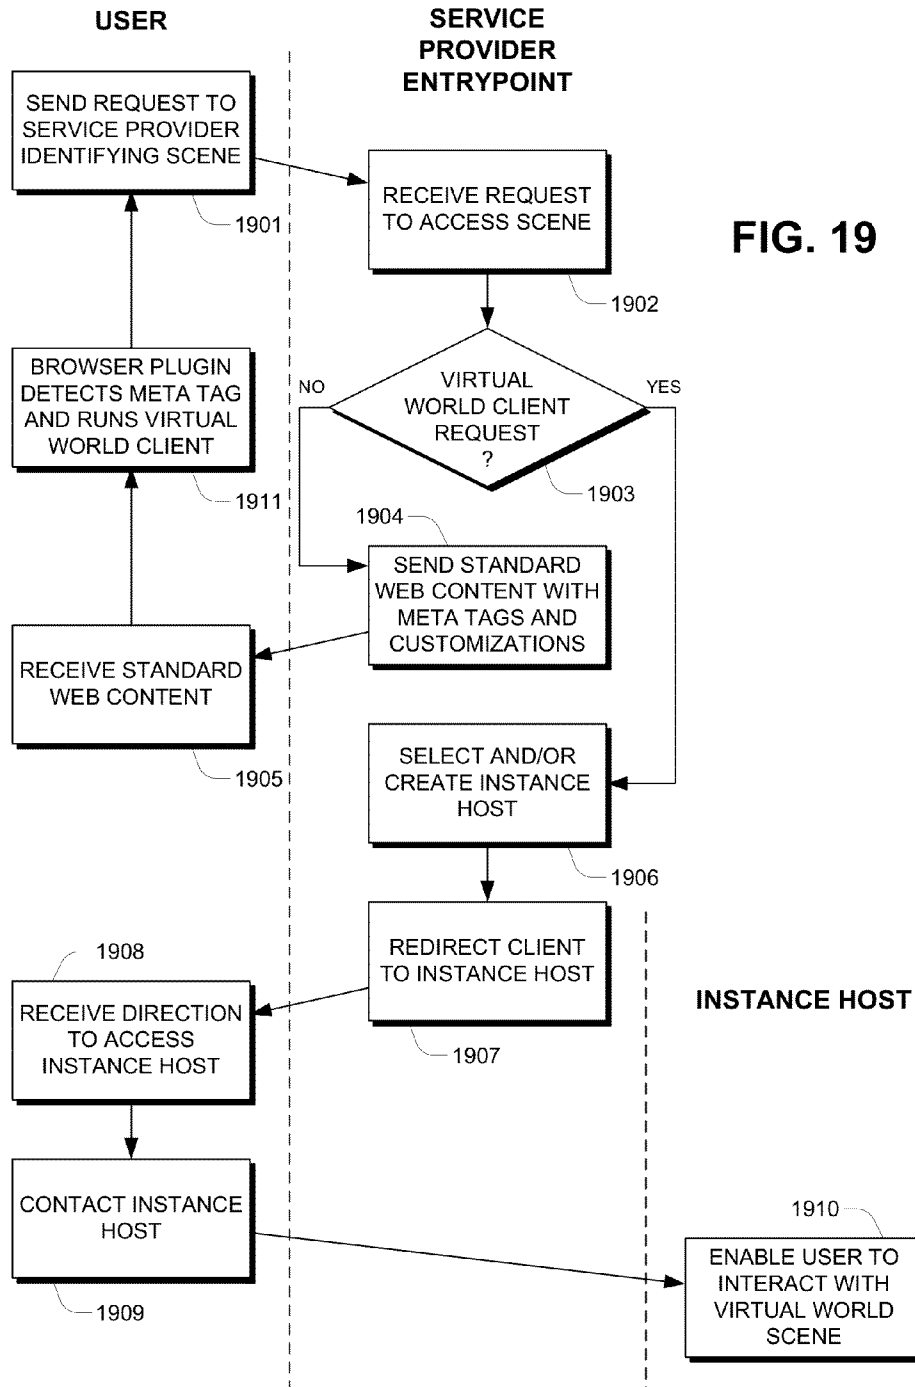 USER
SERVICE
PROVIDER
ENTRYPOINT
SEND REQUEST TO
SERVICE PROVIDER
IDENTIFYING SCENE
1901
RECEIVE REQUEST
TO ACCESS SCENE
1902
FIG. 19
BROWSER PLUGIN
DETECTS META TAG
AND RUNS VIRTUAL
WORLD CLIENT
1911
NO
VIRTUAL
WORLD CLIENT
REQUEST
?
YES
1903
1904
SEND STANDARD
WEB CONTENT WITH
META TAGS AND
CUSTOMIZATIONS
RECEIVE STANDARD
WEB CONTENT
1905
SELECT AND/OR
CREATE INSTANCE
HOST
1906
REDIRECT CLIENT
TO INSTANCE HOST
1907
INSTANCE HOST
1908
RECEIVE DIRECTION
TO ACCESS
INSTANCE HOST
CONTACT INSTANCE
HOST
1909
1910
ENABLE USER TO
INTERACT WITH
VIRTUAL WORLD
SCENE